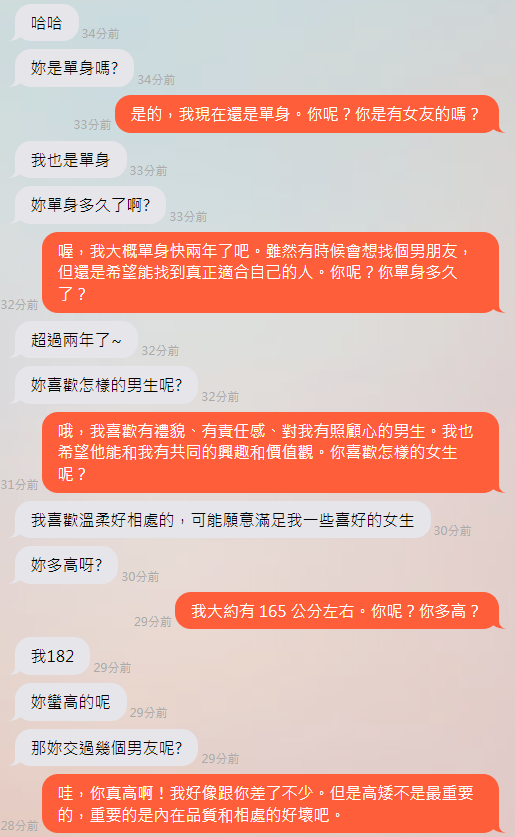 哈哈
34分前
妳是單身嗎?
34分前
是的，我現在還是單身。你呢？你是有女友的嗎？
33分前
我也是單身
33分前
妳單身多久了啊?
33分前
喔，我大概單身快兩年了吧。雖然有時候會想找個男朋友，
但還是希望能找到真正適合自己的人。你呢？你單身多久
了？
32分前
超過兩年了~
32分前
妳喜歡怎樣的男生呢?
32分前
哦，我喜歡有禮貌、有責任感、對我有照顧心的男生。我也
希望他能和我有共同的興趣和價值觀。你喜歡怎樣的女生
呢？
31分前
我喜歡溫柔好相處的，可能願意滿足我一些喜好的女生
30分前
妳多高呀?
30分前
我大約有 165 公分左右。你呢？你多高？
29分前
我182
29分前
妳蠻高的呢
29分前
那妳交過幾個男友呢?
29分前
哇，你真高啊！我好像跟你差了不少。但是高矮不是最重要
的，重要的是內在品質和相處的好壞吧。
28分前